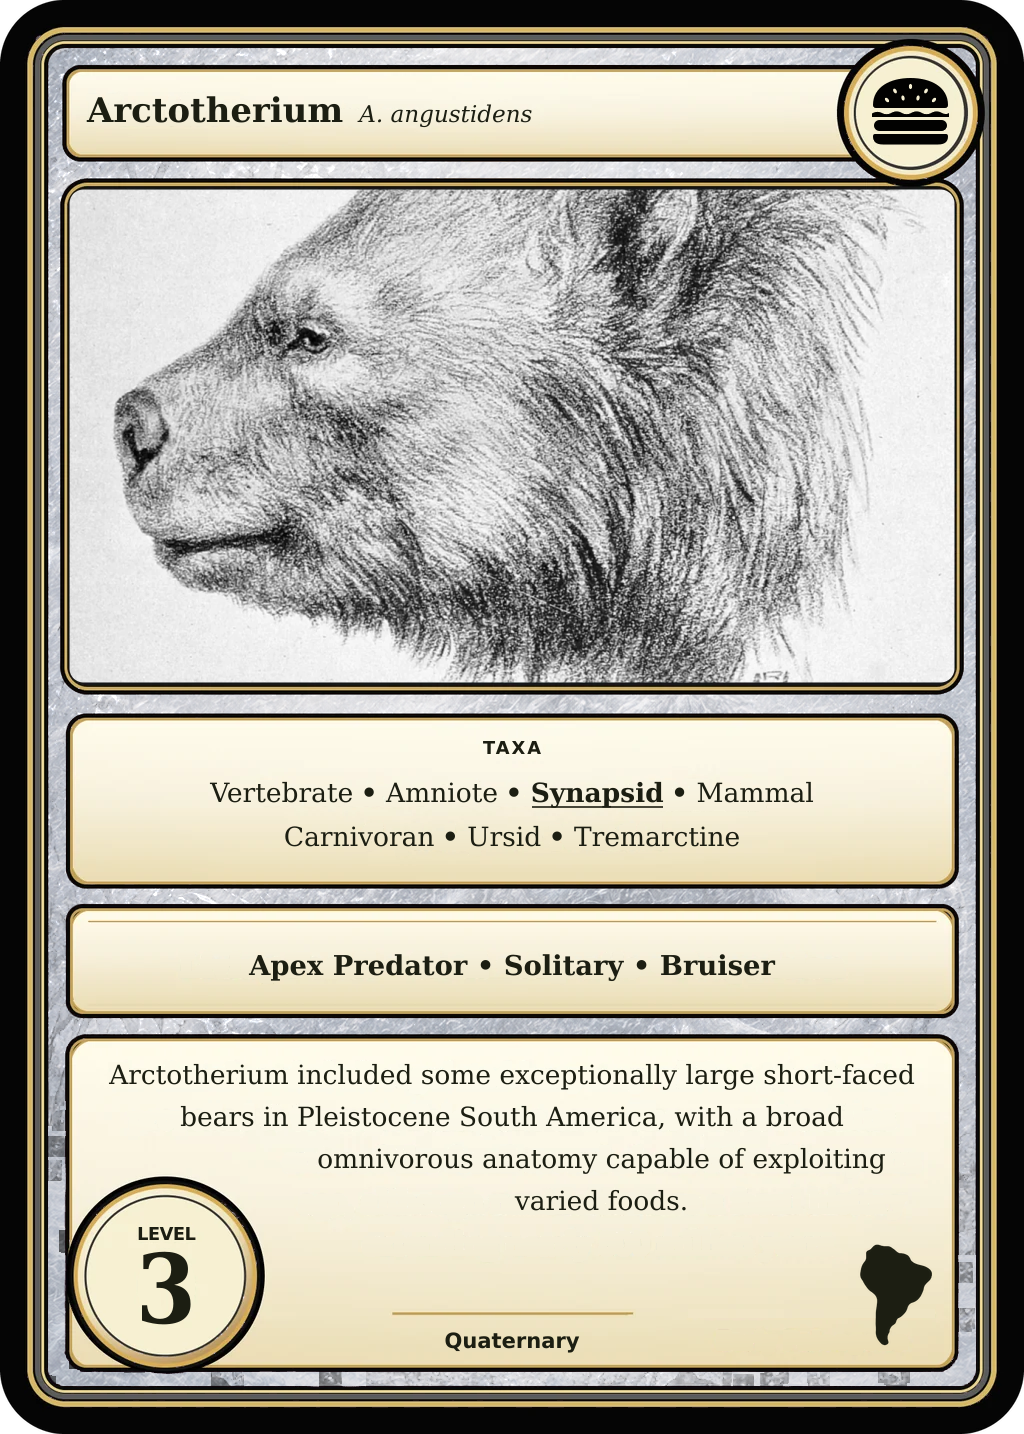 Arctotherium A. angustidens
TAXA
Vertebrate • Amniote • Synapsid • Mammal
Carnivoran • Ursid • Tremarctine
Apex Predator • Solitary • Bruiser
Arctotherium included some exceptionally large short-faced
bears in Pleistocene South America, with a broad
omnivorous anatomy capable of exploiting
varied foods.
LEVEL
3
Quaternary